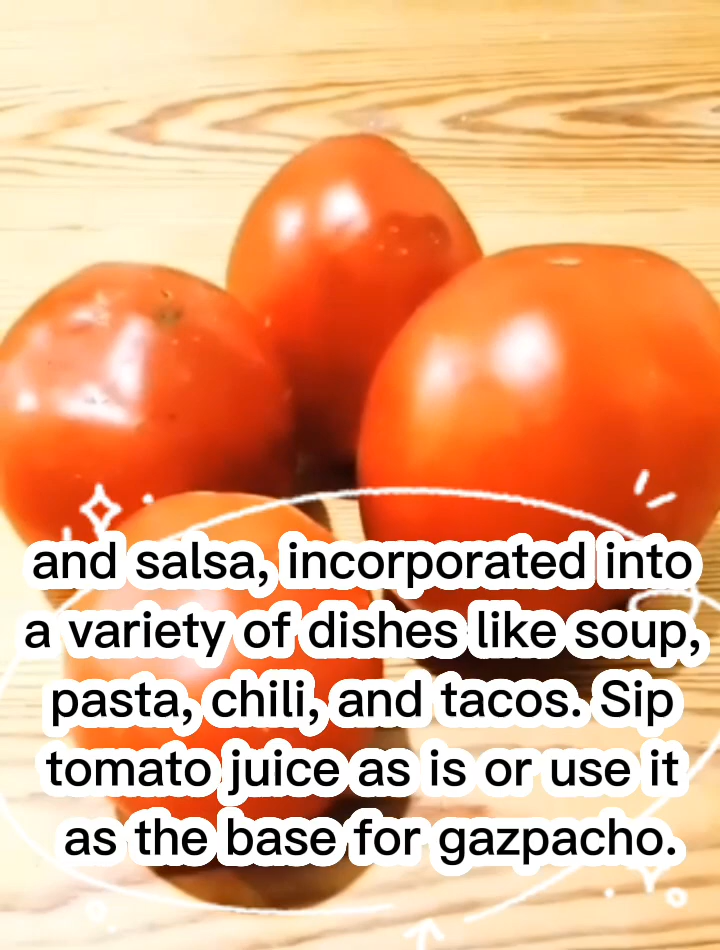 and salsa, incorporated into
a variety of dishes like soup,
pasta, chili, and tacos. Sip
tomato juice as is or use it
as the base for gazpacho.